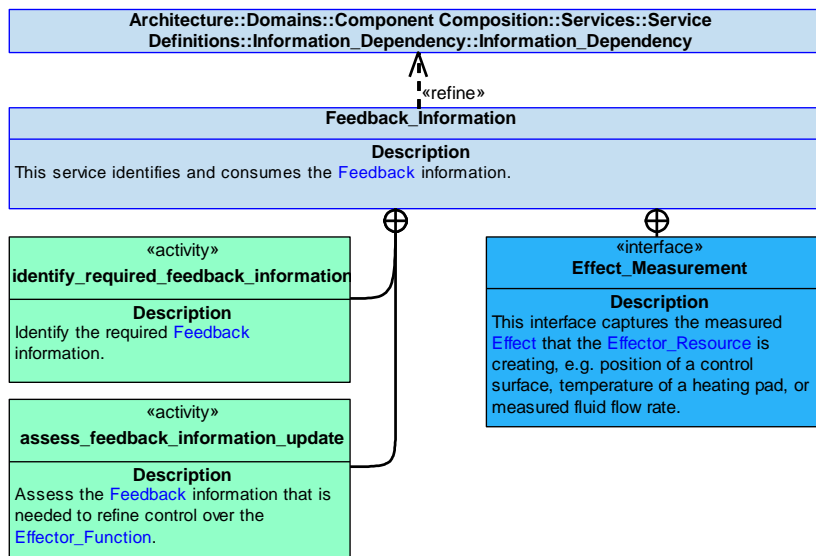 Architecture::Domains::Component Composition::Services::Service
Definitions::Information_Dependency::Information_Dependency
«refine»
Feedback_Information
Description
This service identifies and consumes the Feedback information.
«activity»
identify_required_feedback_information
Description
Identify the required Feedback
information.
«interface»
Effect_Measurement
Description
This interface captures the measured
Effect that the Effector_Resource is
creating, e.g. position of a control
surface, temperature of a heating pad, or
measured fluid flow rate.
«activity»
assess_feedback_information_update
Description
Assess the Feedback information that is
needed to refine control over the
Effector_Function.